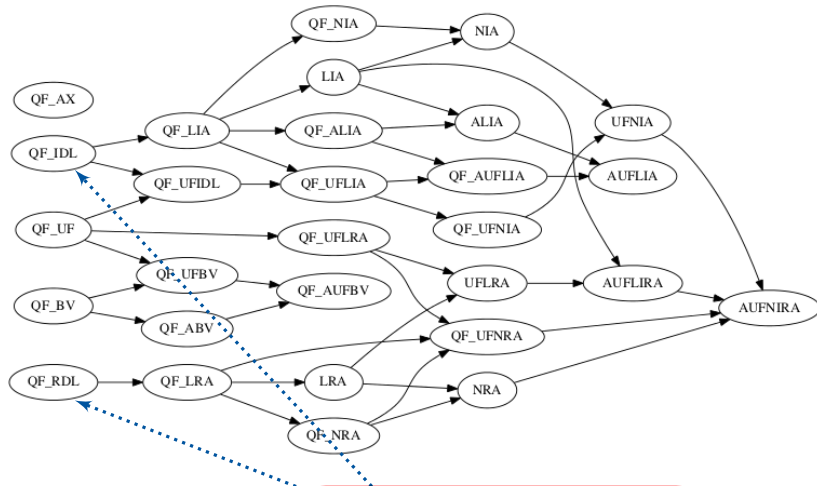 QF_NIA
NIA
LIA
QF_AX
QF_LIA
QF_ALIA
ALIA
UFNIA
QF_IDL
QF_UFIDL
QF_UFLIA
QF_AUFLIA
AUFLIA
QF_UF
QF_UFLRA
QF_UFNIA
QF_UFBV
QF_AUFBV
UFLRA
AUFLIRA
QF_BV
QF_ABV
AUFNIRA
QF_UFNRA
QF_RDL
QF_LRA
LRA
NRA
QF_NRA